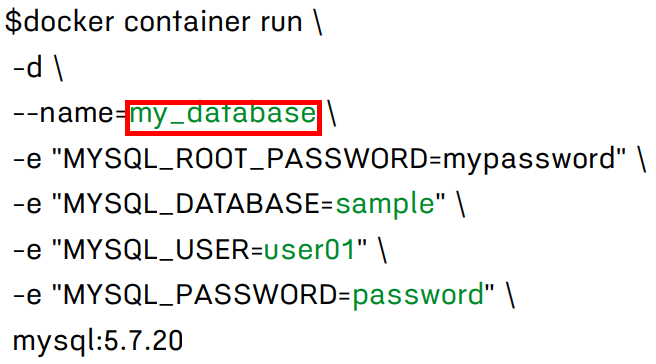 $docker container run \
-d \
--name=my_database \
-e "MYSQL_ROOT_PASSWORD=mypassword" \
-e "MYSQL_DATABASE=sample" \
-e "MYSQL_USER=user01" \
-e "MYSQL_PASSWORD=password" \
mysql:5.7.20